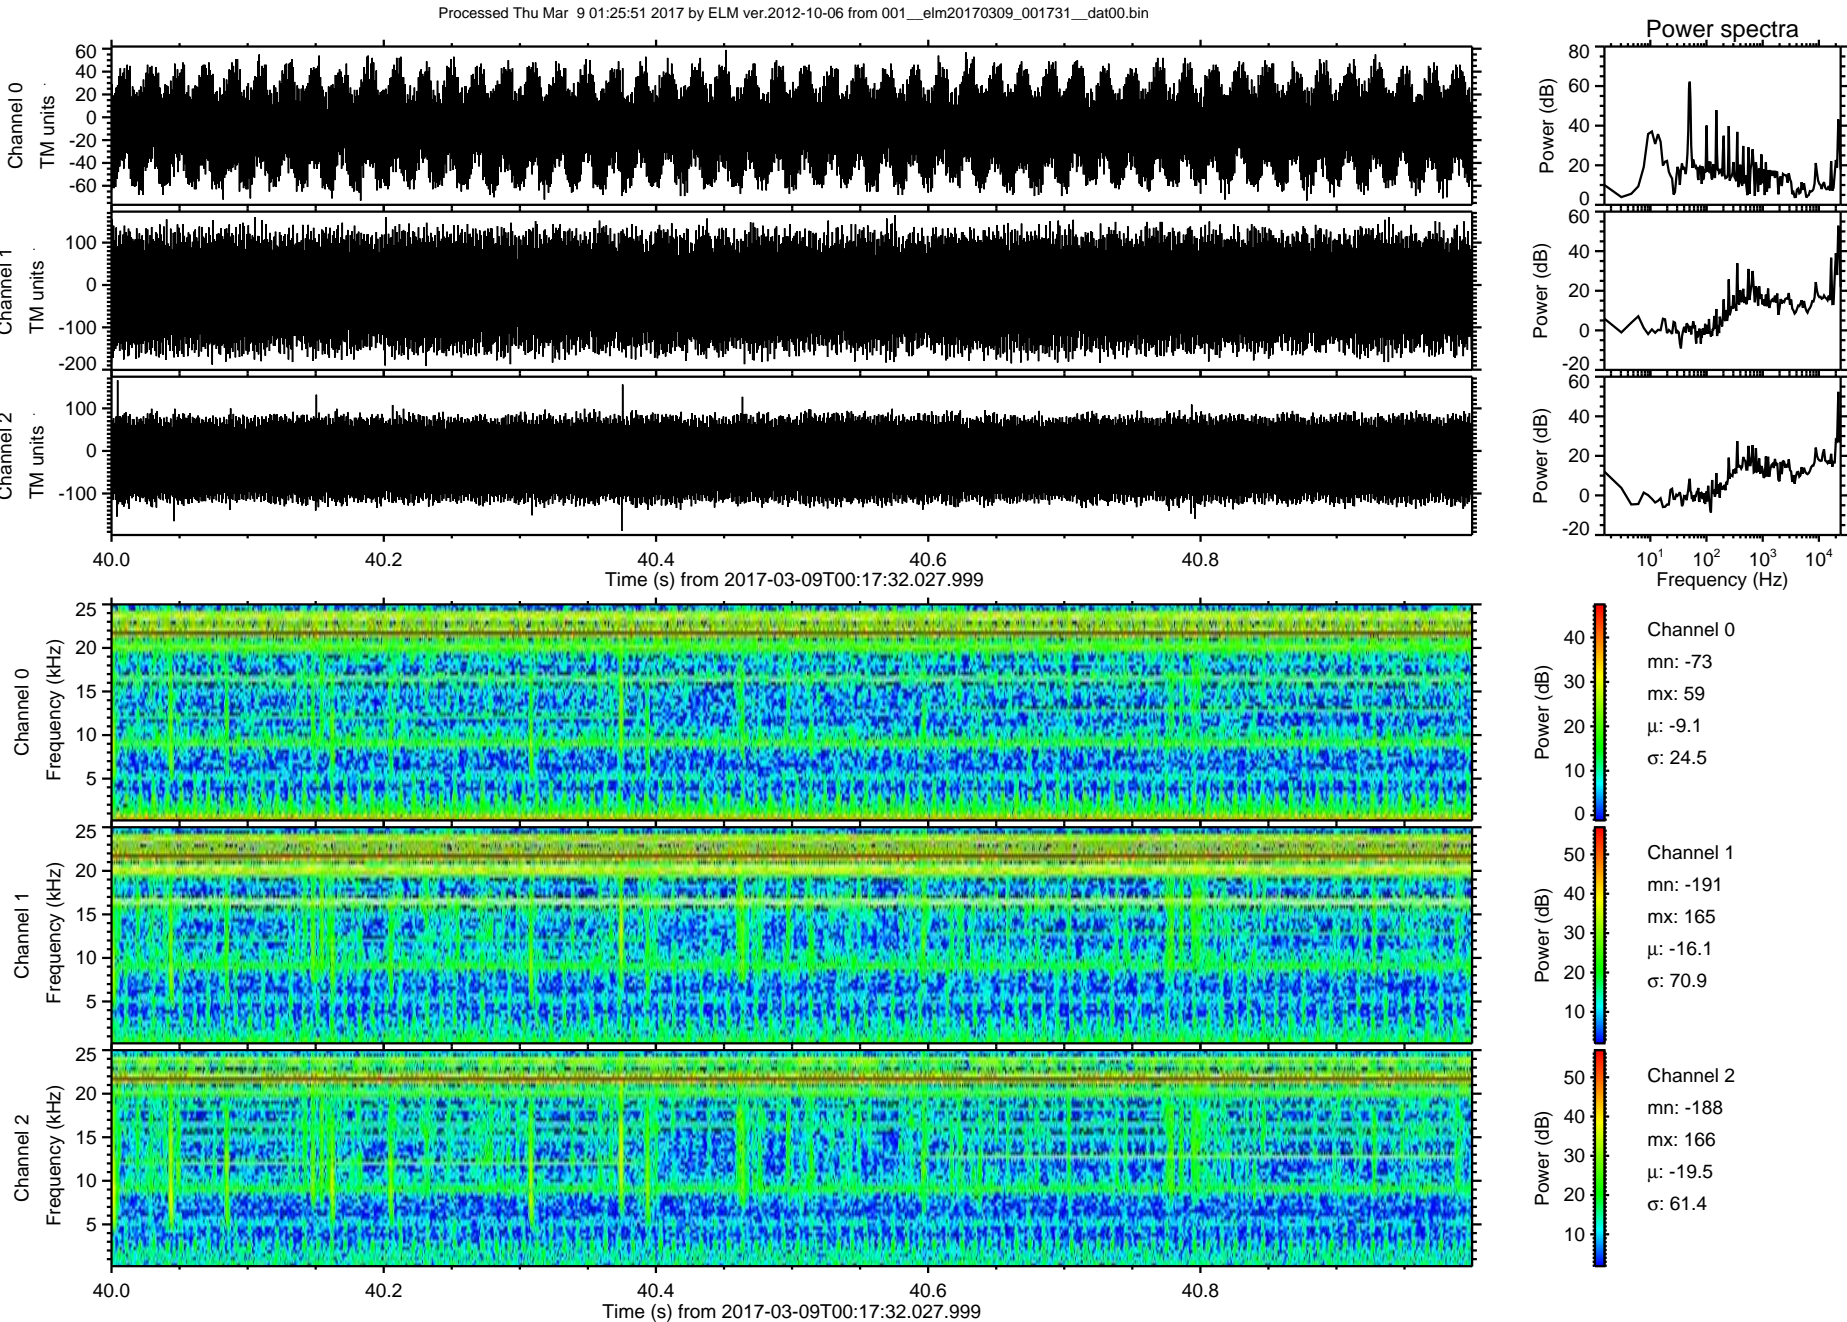 Processed Thu Mar 9 01:25:51 2017 by ELM ver.2012-10-06 from 001__elm20170309_001731__dat00.bin
Power spectra
Channel 0
TM units
60
40
20
0
-20
-40
-60
Power (dB)
80
60
40
20
0
Channel 1
TM units
100
0
-100
-200
Power (dB)
60
40
20
0
-20
Channel 2
TM units
100
0
-100
Power (dB)
60
40
20
0
-20
40.0 40.2 40.4 40.6 40.8
Time (s) from 2017-03-09T00:17:32.027.999
10^1 10^2 10^3 10^4
Frequency (Hz)
Channel 0
Frequency (kHz)
25
20
15
10
5
Power (dB)
40
30
20
10
0
Channel 0
mn: -73
mx: 59
μ: -9.1
σ: 24.5
Channel 1
Frequency (kHz)
25
20
15
10
5
Power (dB)
50
40
30
20
10
Channel 1
mn: -191
mx: 165
μ: -16.1
σ: 70.9
Channel 2
Frequency (kHz)
25
20
15
10
5
Power (dB)
50
40
30
20
10
Channel 2
mn: -188
mx: 166
μ: -19.5
σ: 61.4
40.0 40.2 40.4 40.6 40.8
Time (s) from 2017-03-09T00:17:32.027.999